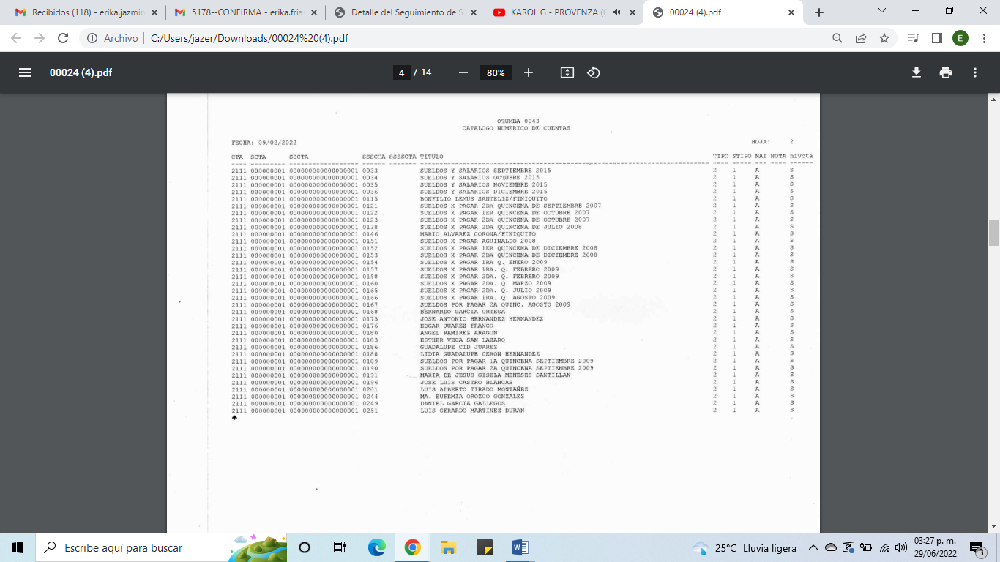 Recibidos (118) - erika.jazmin
5178--CONFIRMA - erika.frias
Detalle del Seguimiento de S
KAROL G - PROVENZA (
00024 (4).pdf
Archivo
C:/Users/jazer/Downloads/00024%20(4).pdf
E
00024 (4).pdf
4 / 14
80%
OTUMBA 0043
CATALOGO NUMERICO DE CUENTAS
FECHA: 09/02/2022 HOJA: 2
CTA SCTA SSCTA SSSCTA SSSSCTA TITULO TIPO STIPO NAT NOTA nivcta
2111 000000001 000000000000000001 0033 SUELDOS Y SALARIOS SEPTIEMBRE 2015 2 1 A S
2111 000000001 000000000000000001 0034 SUELDOS Y SALARIOS OCTUBRE 2015 2 1 A S
2111 000000001 000000000000000001 0035 SUELDOS Y SALARIOS NOVIEMBRE 2015 2 1 A S
2111 000000001 000000000000000001 0036 SUELDOS Y SALARIOS DICIEMBRE 2015 2 1 A S
2111 000000001 000000000000000001 0115 BONFILIO LEMUS SANTELIZ/FINIQUITO 2 1 A S
2111 000000001 000000000000000001 0121 SUELDOS X PAGAR 2DA QUINCENA DE SEPTIEMBRE 2007 2 1 A S
2111 000000001 000000000000000001 0122 SUELDOS X PAGAR 1ER QUINCENA DE OCTUBRE 2007 2 1 A S
2111 000000001 000000000000000001 0123 SUELDOS X PAGAR 2DA QUINCENA DE OCTUBRE 2007 2 1 A S
2111 000000001 000000000000000001 0138 SUELDOS X PAGAR 2DA QUINCENA DE JULIO 2008 2 1 A S
2111 000000001 000000000000000001 0146 MARIO ALVAREZ CORONA/FINIQUITO 2 1 A S
2111 000000001 000000000000000001 0151 SUELDOS X PAGAR AGUINALDO 2008 2 1 A S
2111 000000001 000000000000000001 0152 SUELDOS X PAGAR 1ER QUINCENA DE DICIEMBRE 2008 2 1 A S
2111 000000001 000000000000000001 0153 SUELDOS X PAGAR 2DA QUINCENA DE DICIEMBRE 2008 2 1 A S
2111 000000001 000000000000000001 0154 SUELDOS X PAGAR 1RA Q. ENERO 2009 2 1 A S
2111 000000001 000000000000000001 0157 SUELDOS X PAGAR 1RA. Q. FEBRERO 2009 2 1 A S
2111 000000001 000000000000000001 0158 SUELDOS X PAGAR 2DA. Q. FEBRERO 2009 2 1 A S
2111 000000001 000000000000000001 0160 SUELDOS X PAGAR 2DA. Q. MARZO 2009 2 1 A S
2111 000000001 000000000000000001 0165 SUELDOS X PAGAR 2DA. Q. JULIO 2009 2 1 A S
2111 000000001 000000000000000001 0166 SUELDOS X PAGAR 1RA. Q. AGOSTO 2009 2 1 A S
2111 000000001 000000000000000001 0167 SUELDOS POR PAGAR 2A QUINC. AGOSTO 2009 2 1 A S
2111 000000001 000000000000000001 0168 BERNARDO GARCIA ORTEGA 2 1 A S
2111 000000001 000000000000000001 0175 JOSE ANTONIO HERNANDEZ HERNANDEZ 2 1 A S
2111 000000001 000000000000000001 0176 EDGAR JUAREZ FRANCO 2 1 A S
2111 000000001 000000000000000001 0180 ANGEL RAMIREZ ARAGON 2 1 A S
2111 000000001 000000000000000001 0183 ESTHER VEGA SAN LAZARO 2 1 A S
2111 000000001 000000000000000001 0186 GUADALUPE CID JUAREZ 2 1 A S
2111 000000001 000000000000000001 0188 LIDIA GUADALUPE CERON HERNANDEZ 2 1 A S
2111 000000001 000000000000000001 0189 SUELDOS POR PAGAR 1A QUINCENA SEPTIEMBRE 2009 2 1 A S
2111 000000001 000000000000000001 0190 SUELDOS POR PAGAR 2A QUINCENA SEPTIEMBRE 2009 2 1 A S
2111 000000001 000000000000000001 0191 MARIA DE JESUS GISELA MENESES SANTILLAN 2 1 A S
2111 000000001 000000000000000001 0196 JOSE LUIS CASTRO BLANCAS 2 1 A S
2111 000000001 000000000000000001 0201 LUIS ALBERTO TIRADO MONTAÑEZ 2 1 A S
2111 000000001 000000000000000001 0244 MA. EUFEMIA OROZCO GONZALEZ 2 1 A S
2111 000000001 000000000000000001 0249 DANIEL GARCIA GALLEGOS 2 1 A S
2111 000000001 000000000000000001 0251 LUIS GERARDO MARTINEZ DURAN 2 1 A S
Escribe aquí para buscar
25°C Lluvia ligera
03:27 p. m.
29/06/2022
3